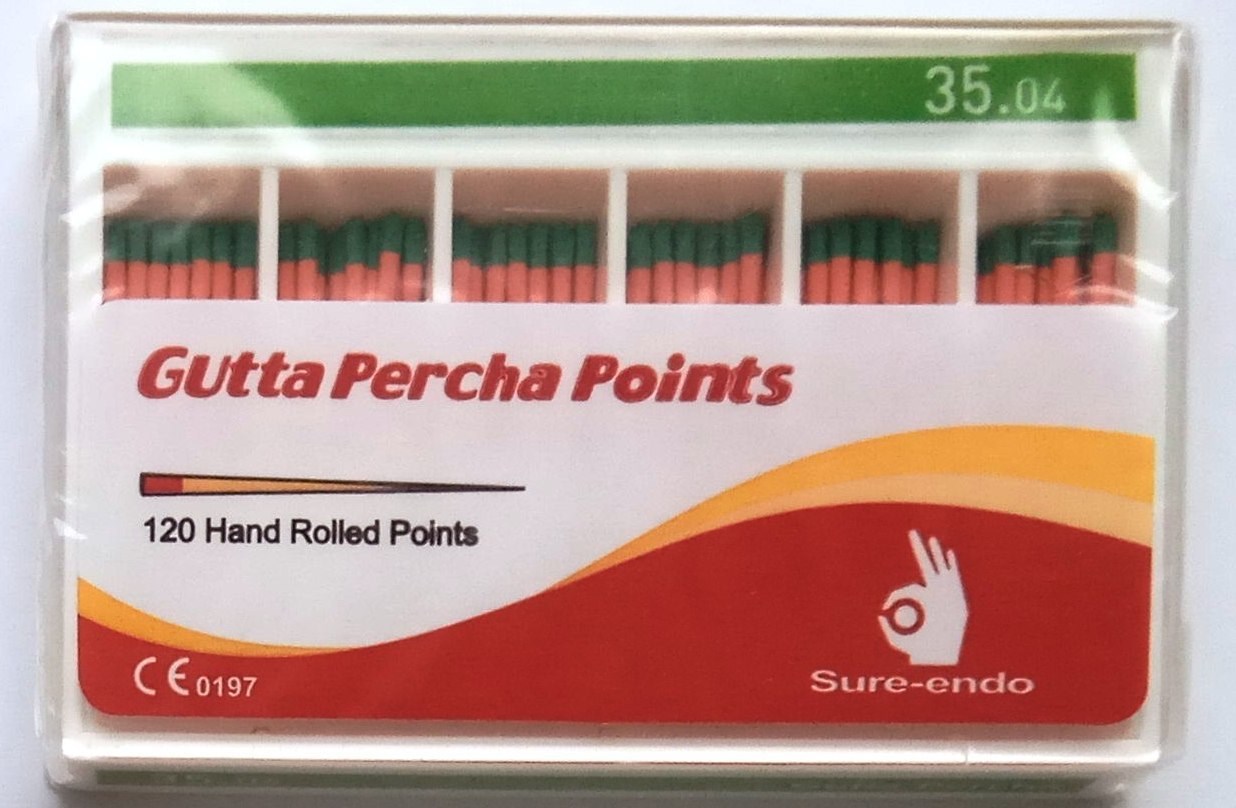 35.04
Gutta Percha Points
120 Hand Rolled Points
CE 0197
Sure-endo